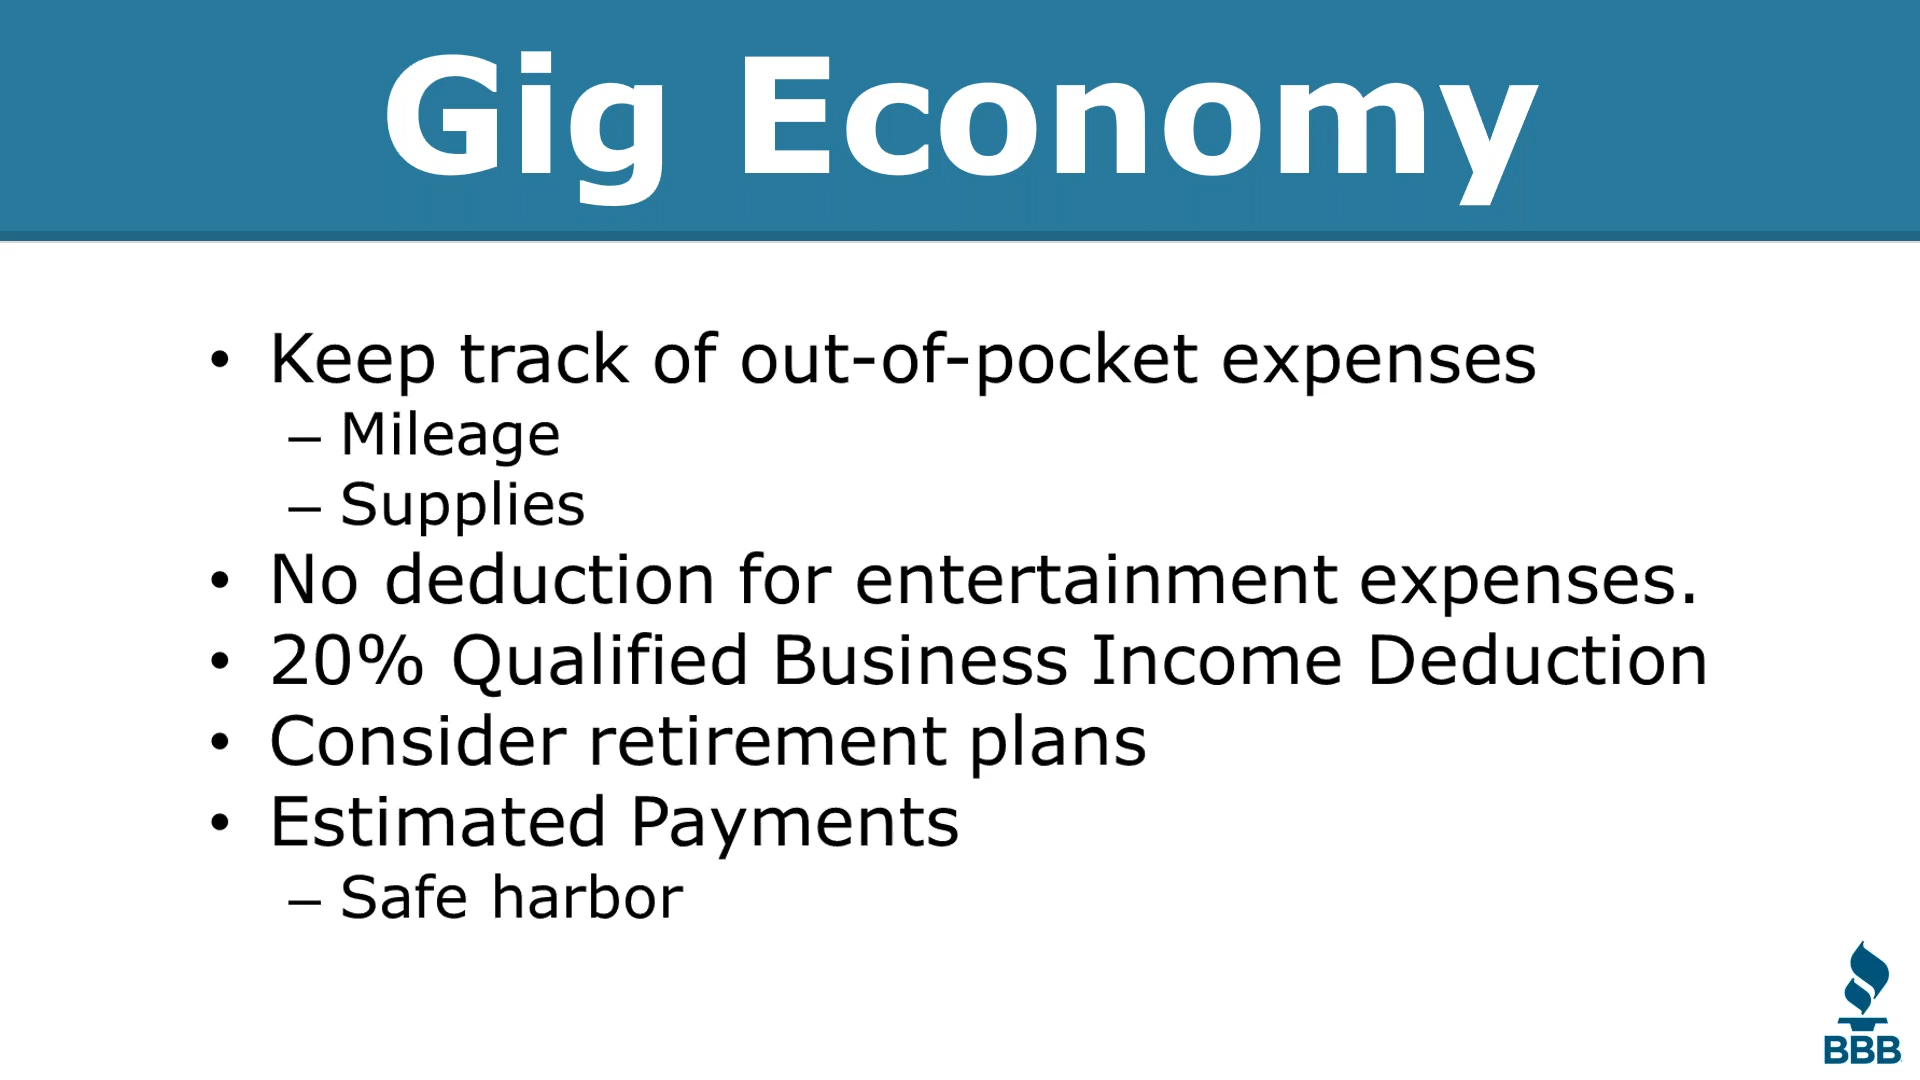 Gig Economy
• Keep track of out-of-pocket expenses
– Mileage
– Supplies
• No deduction for entertainment expenses.
• 20% Qualified Business Income Deduction
• Consider retirement plans
• Estimated Payments
– Safe harbor
BBB